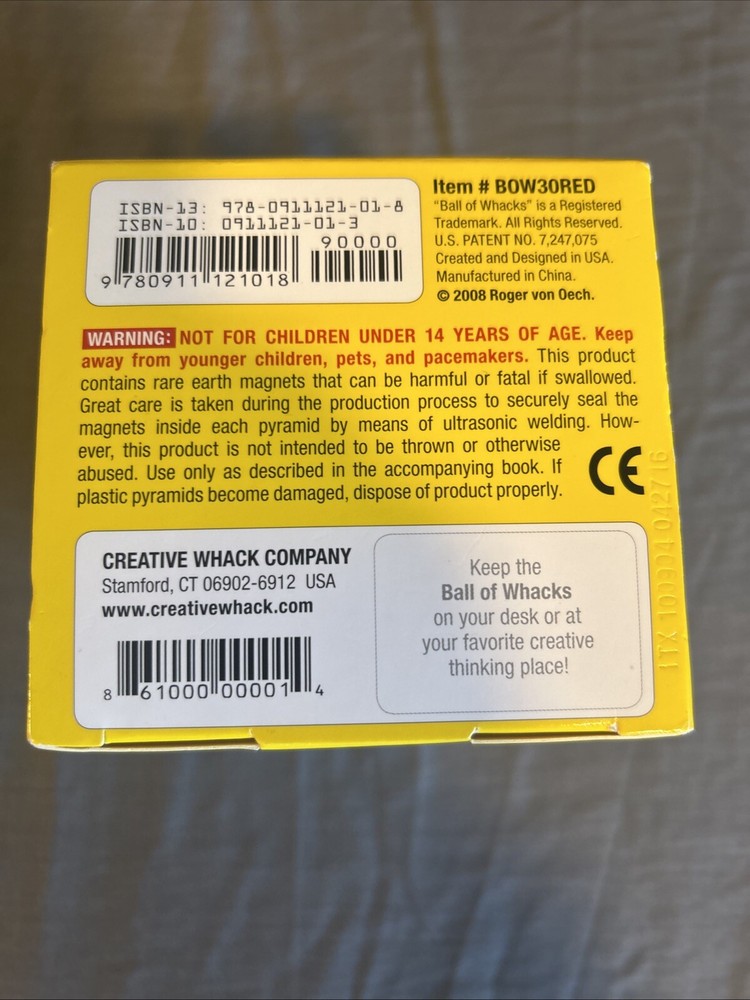 ISBN-13: 978-0911121-01-8
ISBN-10: 0911121-01-3
90000
9 780911 121018
Item # BOW30RED
“Ball of Whacks” is a Registered
Trademark. All Rights Reserved.
U.S. PATENT NO. 7,247,075
Created and Designed in USA.
Manufactured in China.
© 2008 Roger von Oech.
WARNING: NOT FOR CHILDREN UNDER 14 YEARS OF AGE. Keep
away from younger children, pets, and pacemakers. This product
contains rare earth magnets that can be harmful or fatal if swallowed.
Great care is taken during the production process to securely seal the
magnets inside each pyramid by means of ultrasonic welding. How-
ever, this product is not intended to be thrown or otherwise
abused. Use only as described in the accompanying book. If
plastic pyramids become damaged, dispose of product properly.
CE
CREATIVE WHACK COMPANY
Stamford, CT 06902-6912 USA
www.creativewhack.com
8 61000 00001 4
Keep the
Ball of Whacks
on your desk or at
your favorite creative
thinking place!
042716